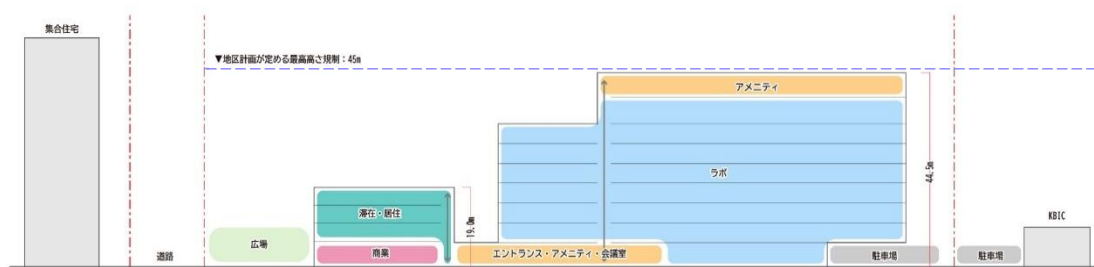 集合住宅
▼地区計画が定める最高高さ規制:45m
アメニティ
ラボ
44.5m
滞在・居住
19.0m
KBIC
広場
商業
エントランス・アメニティ・会議室
駐車場
駐車場
道路